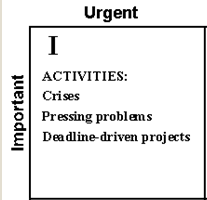 Urgent
Important
I
ACTIVITIES:
Crises
Pressing problems
Deadline-driven projects